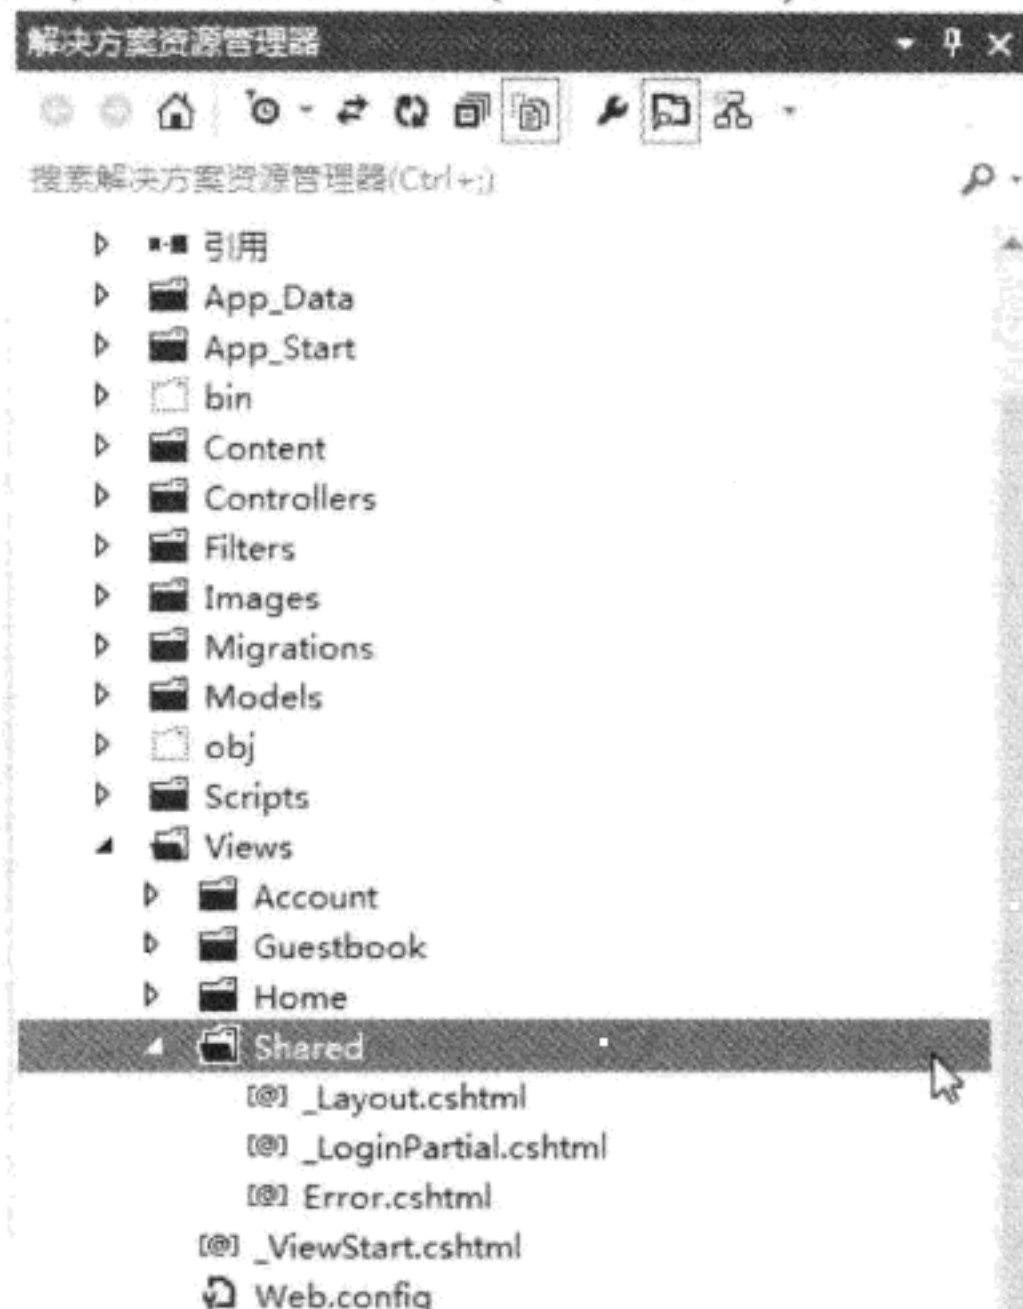 解决方案资源管理器
搜索解决方案资源管理器(Ctrl+;)
引用
App_Data
App_Start
bin
Content
Controllers
Filters
Images
Migrations
Models
obj
Scripts
Views
Account
Guestbook
Home
Shared
[@] _Layout.cshtml
[@] _LoginPartial.cshtml
[@] Error.cshtml
[@] _ViewStart.cshtml
Web.config